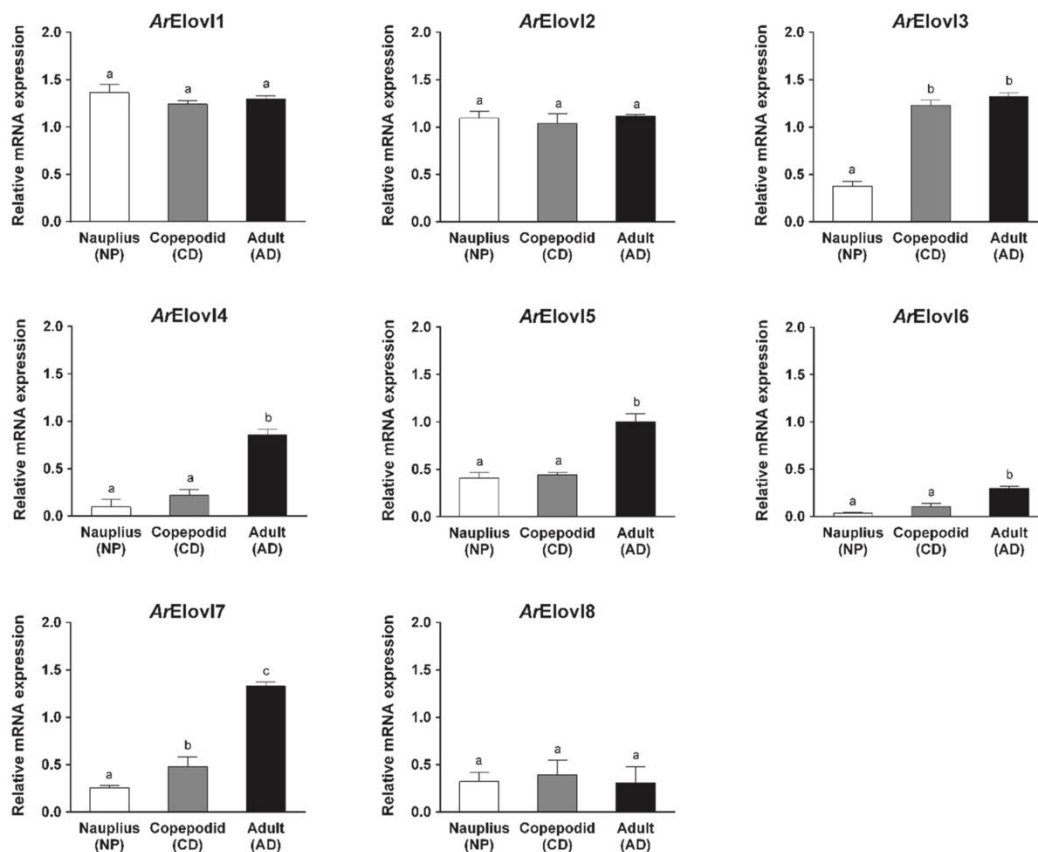 ArElovl1
Relative mRNA expression
2.0
1.5
1.0
0.5
0.0
a
a
a
Nauplius (NP)
Copepodid (CD)
Adult (AD)
ArElovl2
Relative mRNA expression
2.0
1.5
1.0
0.5
0.0
a
a
a
Nauplius (NP)
Copepodid (CD)
Adult (AD)
ArElovl3
Relative mRNA expression
2.0
1.5
1.0
0.5
0.0
a
b
b
Nauplius (NP)
Copepodid (CD)
Adult (AD)
ArElovl4
Relative mRNA expression
2.0
1.5
1.0
0.5
0.0
a
a
b
Nauplius (NP)
Copepodid (CD)
Adult (AD)
ArElovl5
Relative mRNA expression
2.0
1.5
1.0
0.5
0.0
a
a
b
Nauplius (NP)
Copepodid (CD)
Adult (AD)
ArElovl6
Relative mRNA expression
2.0
1.5
1.0
0.5
0.0
a
a
b
Nauplius (NP)
Copepodid (CD)
Adult (AD)
ArElovl7
Relative mRNA expression
2.0
1.5
1.0
0.5
0.0
a
b
c
Nauplius (NP)
Copepodid (CD)
Adult (AD)
ArElovl8
Relative mRNA expression
2.0
1.5
1.0
0.5
0.0
a
a
a
Nauplius (NP)
Copepodid (CD)
Adult (AD)